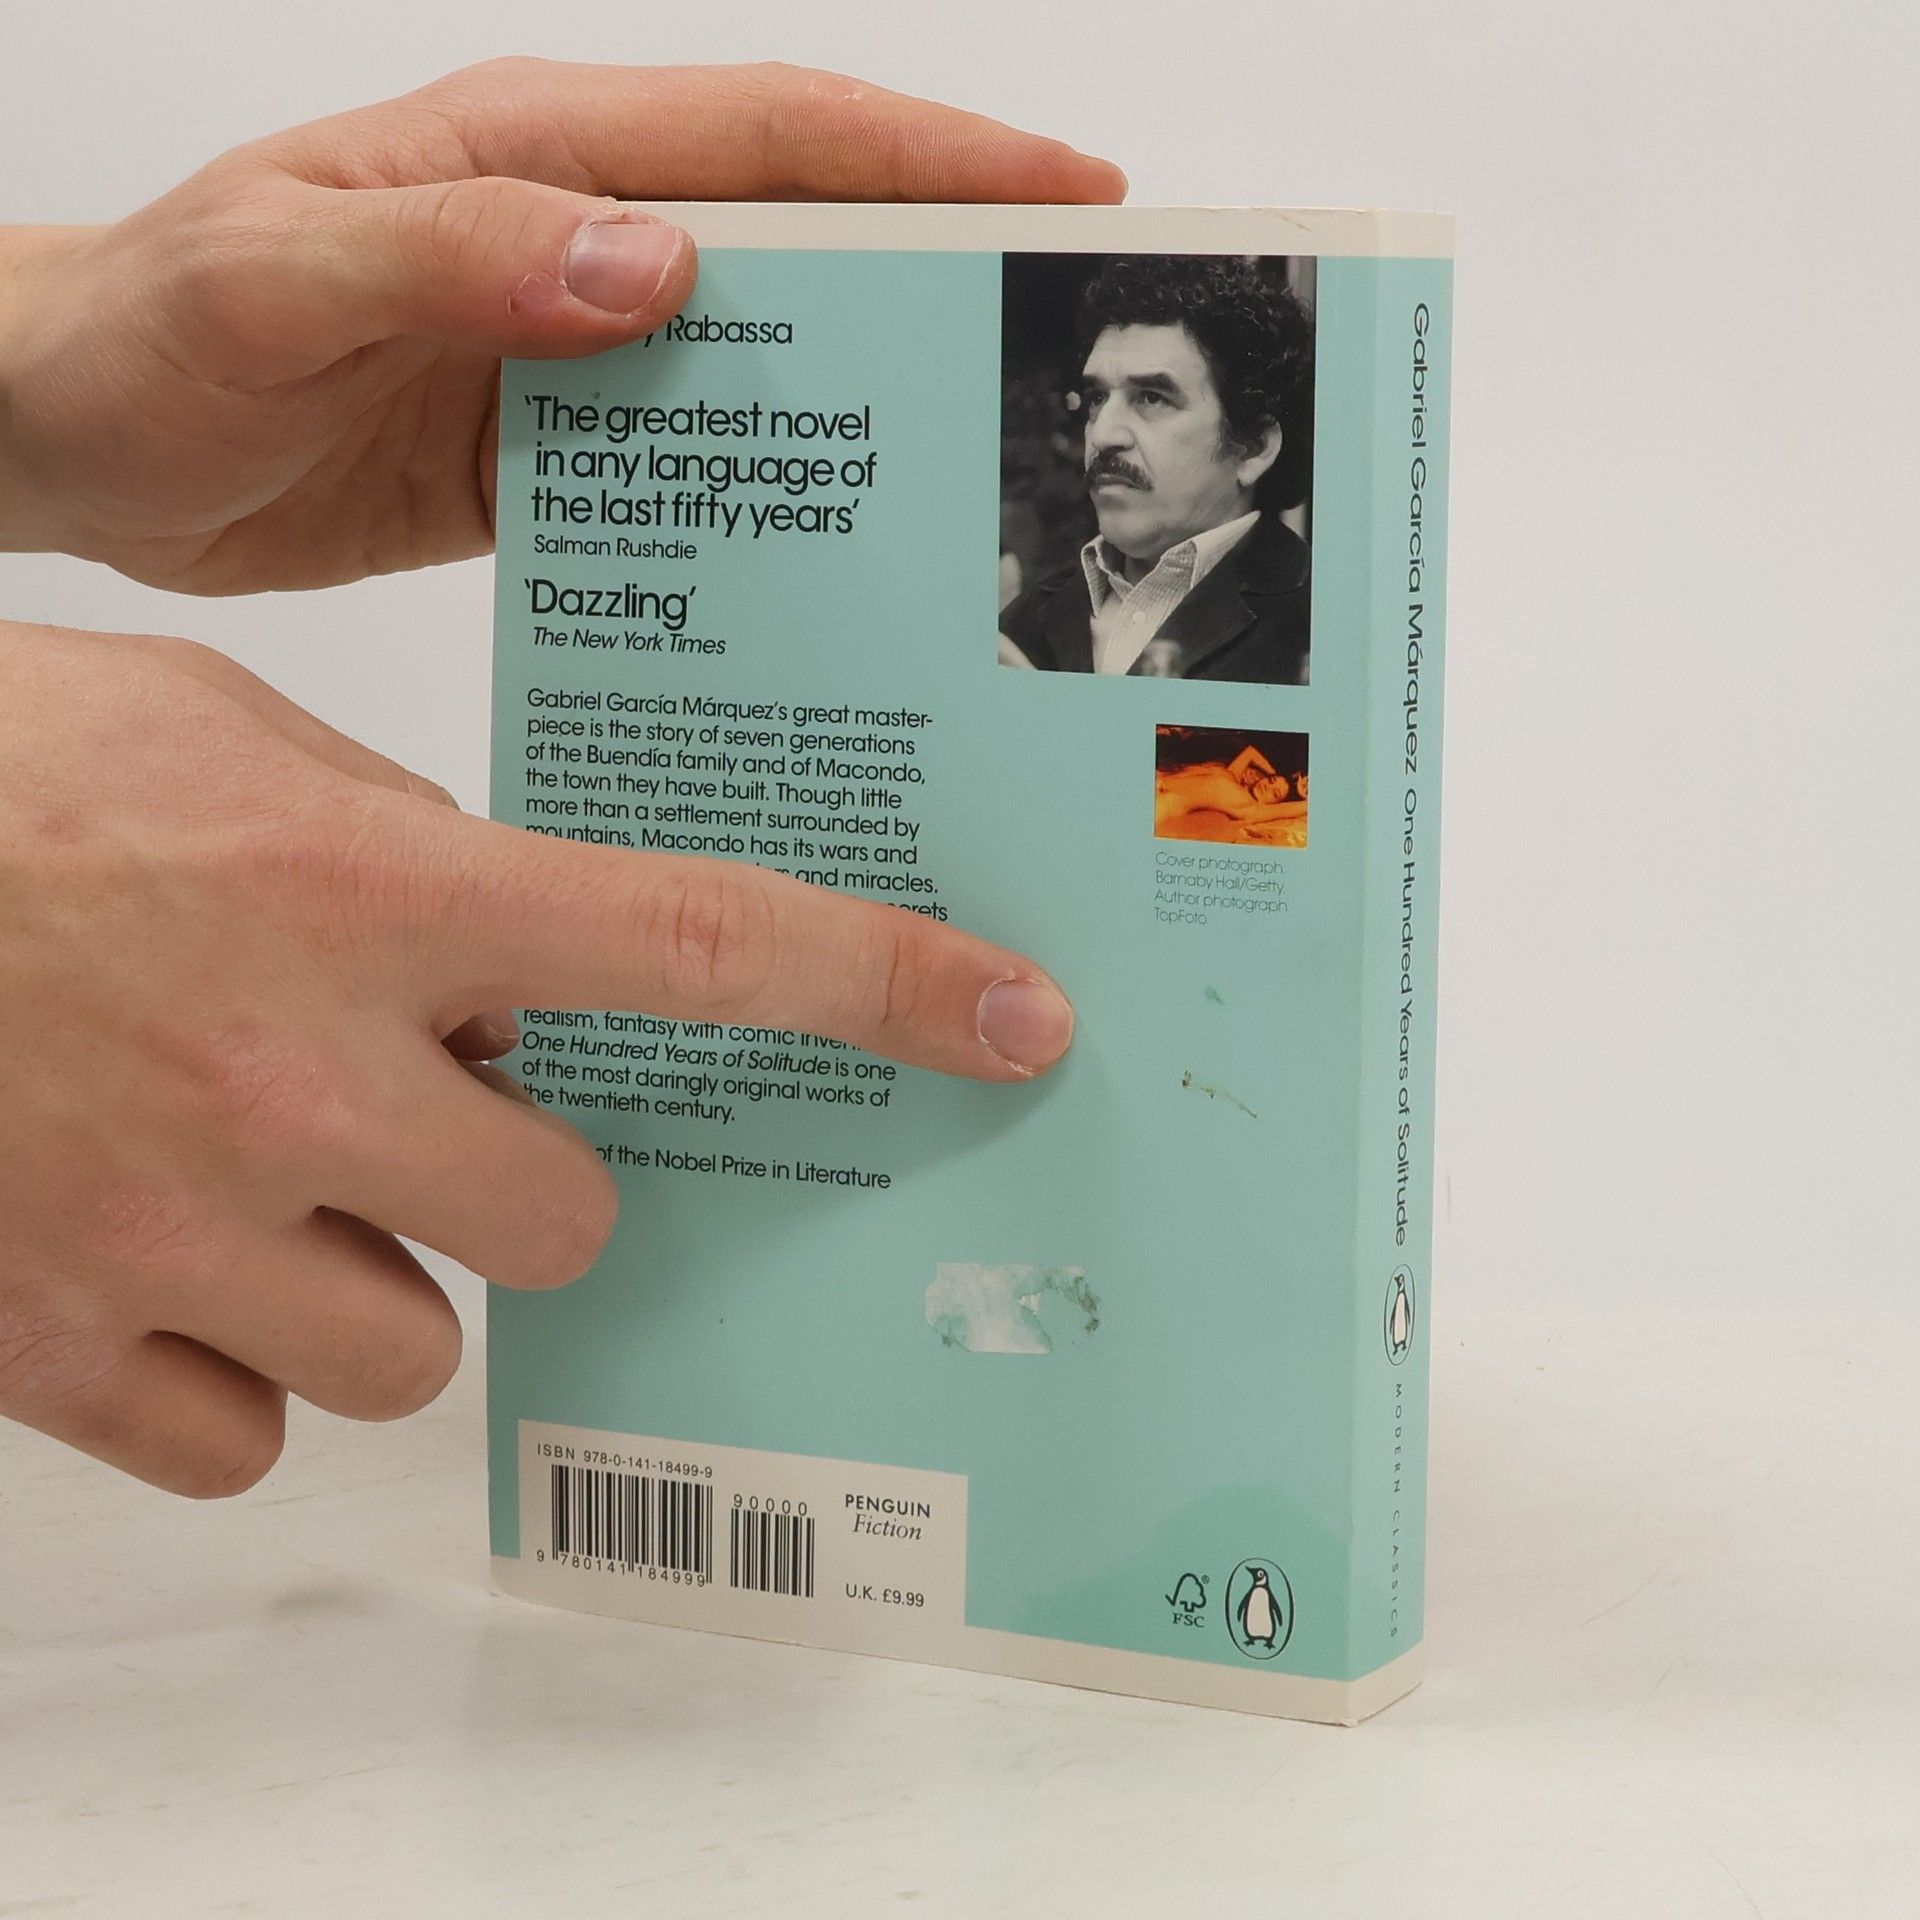 Rabassa
‘The greatest novel
in any language of
the last fifty years’
Salman Rushdie
‘Dazzling’
The New York Times
Gabriel García Márquez’s great master-
piece is the story of seven generations
of the Buendía family and of Macondo,
the town they have built. Though little
more than a settlement surrounded by
mountains, Macondo has its wars and
and miracles.
realism, fantasy with comic
One Hundred Years of Solitude is one
of the most daringly original works of
the twentieth century.
of the Nobel Prize in Literature
Cover photograph:
Barnaby Hall/Getty.
Author photograph:
TopFoto
ISBN 978-0-141-18499-9
90000
9 780141 184999
PENGUIN
Fiction
U.K. £9.99
FSC®
Gabriel García Márquez One Hundred Years of Solitude
MODERN CLASSICS